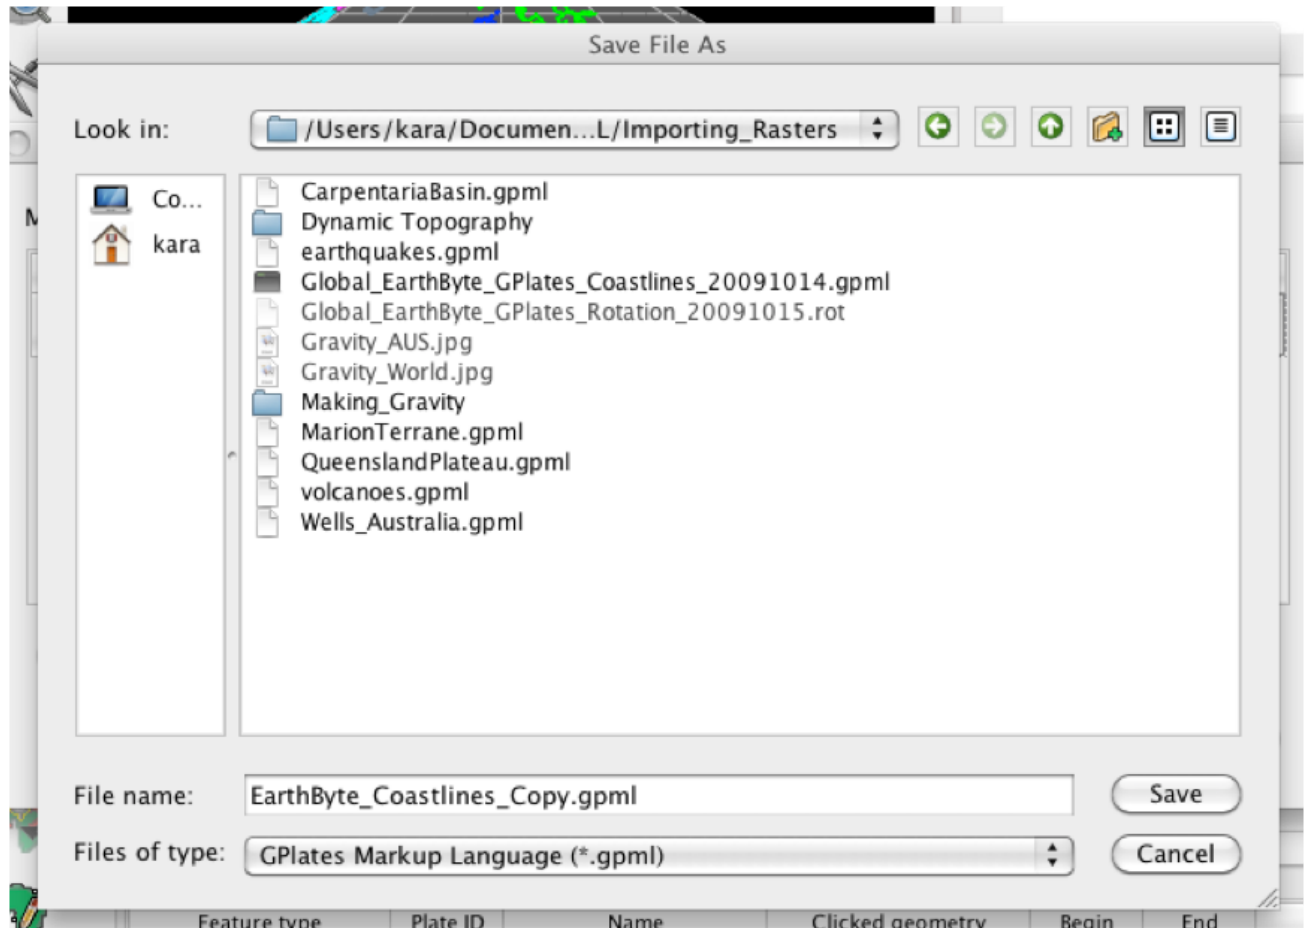 Save File As
Look in:
/Users/kara/Documen...L/Importing_Rasters
Co...
kara
CarpentariaBasin.gpml
Dynamic Topography
earthquakes.gpml
Global_EarthByte_GPlates_Coastlines_20091014.gpml
Global_EarthByte_GPlates_Rotation_20091015.rot
Gravity_AUS.jpg
Gravity_World.jpg
Making_Gravity
MarionTerrane.gpml
QueenslandPlateau.gpml
volcanoes.gpml
Wells_Australia.gpml
File name:
EarthByte_Coastlines_Copy.gpml
Save
Files of type:
GPlates Markup Language (*.gpml)
Cancel
Feature type Plate ID Name Clicked geometry Begin End